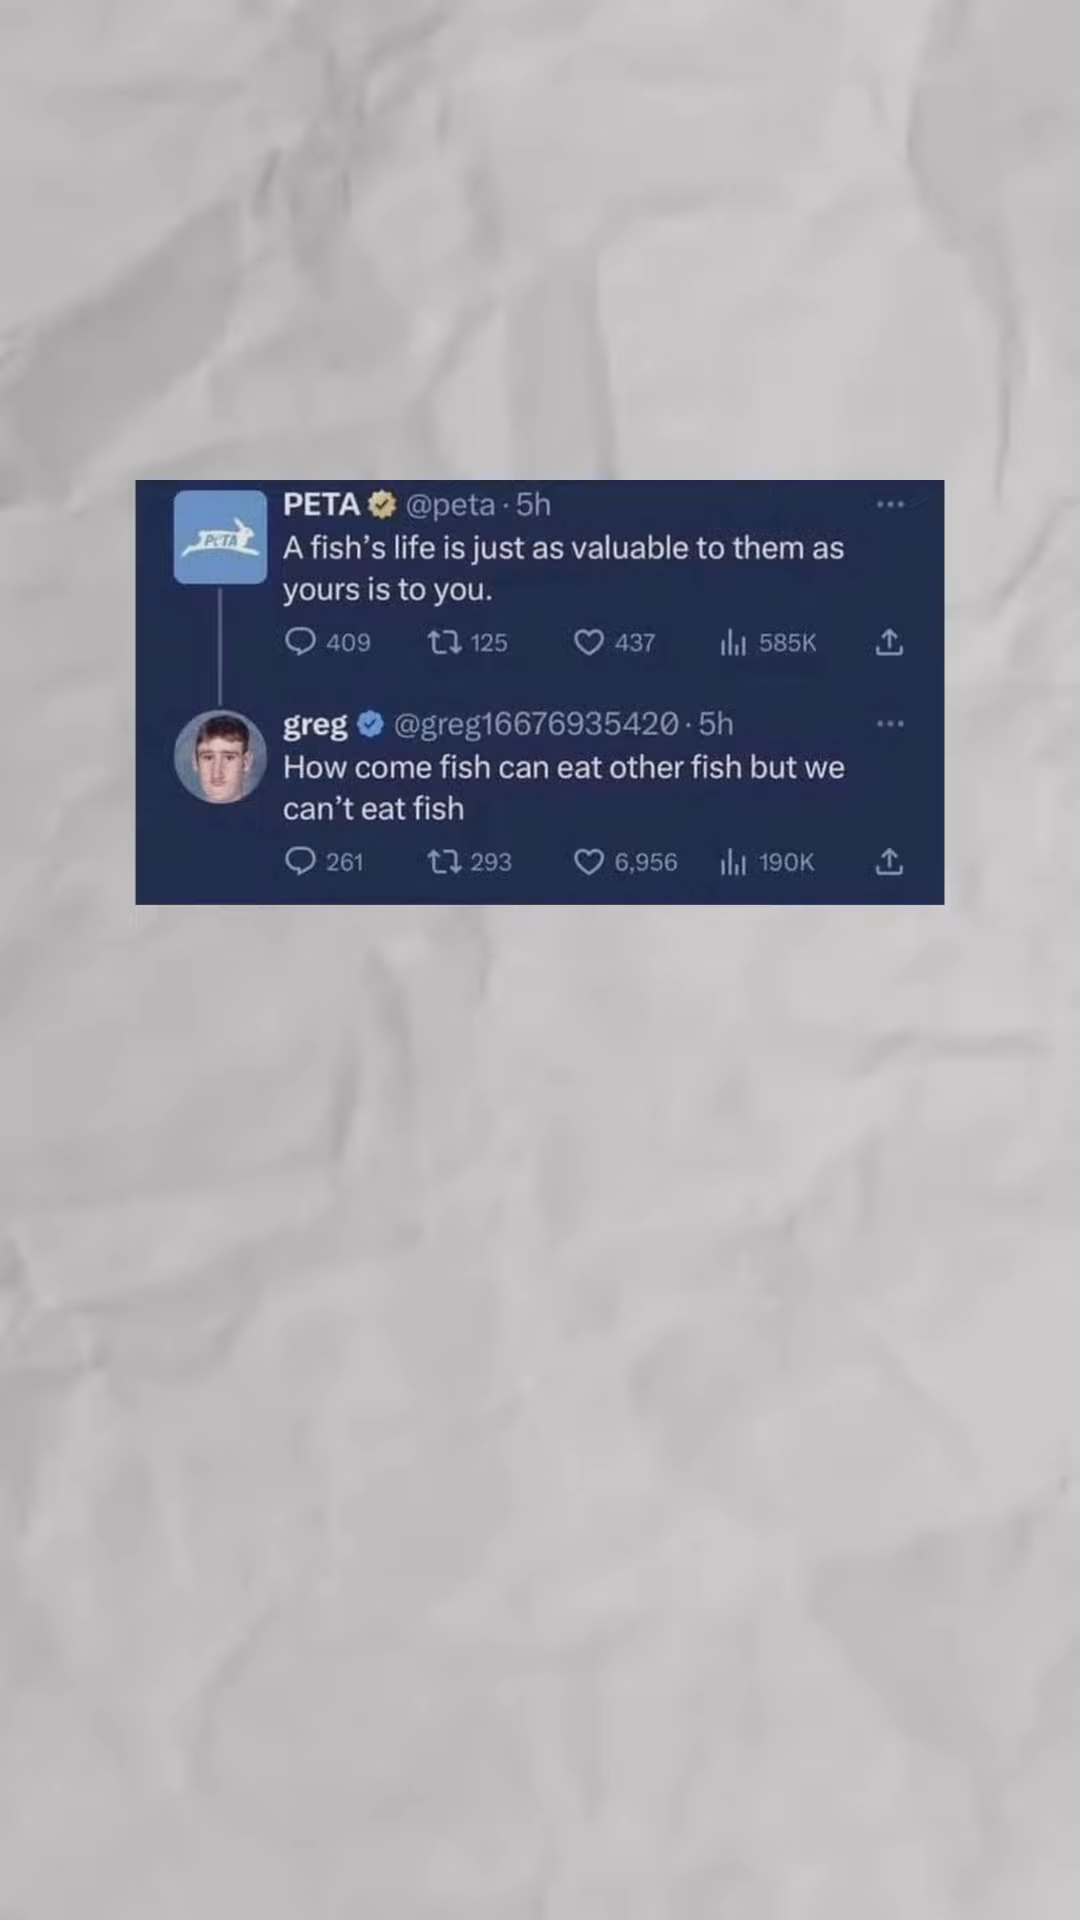 PETA @peta · 5h
A fish's life is just as valuable to them as
yours is to you.
409 125 437 585K
PETA
greg @greg16676935420 · 5h
How come fish can eat other fish but we
can't eat fish
261 293 6,956 190K